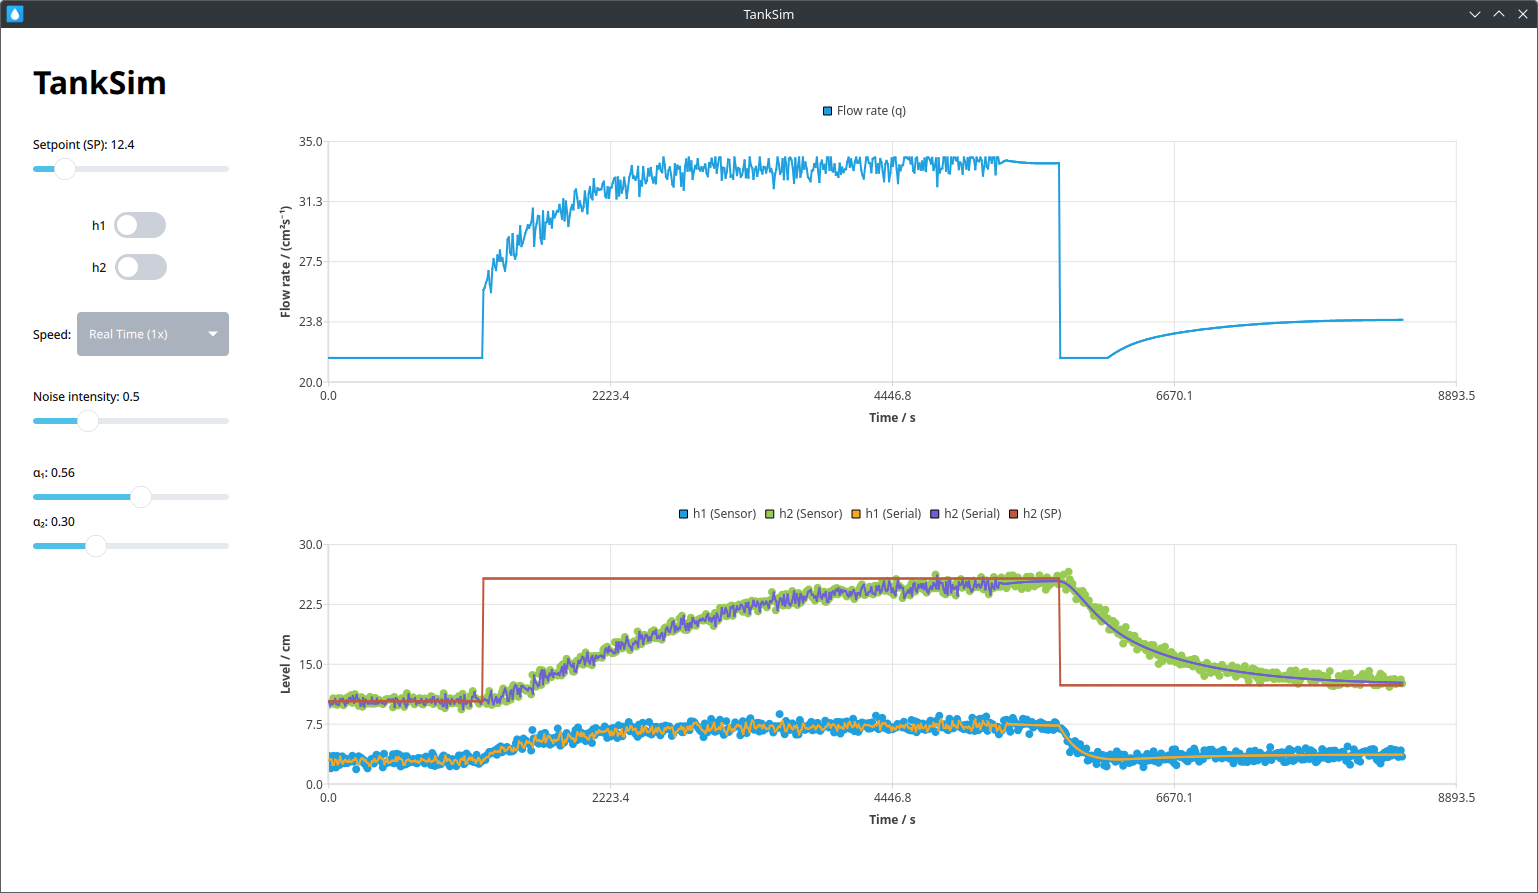 TankSim
TankSim
Setpoint (SP): 12.4
h1
h2
Speed: Real Time (1x)
Noise intensity: 0.5
α₁: 0.56
α₂: 0.30
Flow rate (q)
35.0
31.3
27.5
23.8
20.0
Flow rate / (cm³s⁻¹)
0.0 2223.4 4446.8 6670.1 8893.5
Time / s
h1 (Sensor) h2 (Sensor) h1 (Serial) h2 (Serial) h2 (SP)
30.0
22.5
15.0
7.5
0.0
Level / cm
0.0 2223.4 4446.8 6670.1 8893.5
Time / s